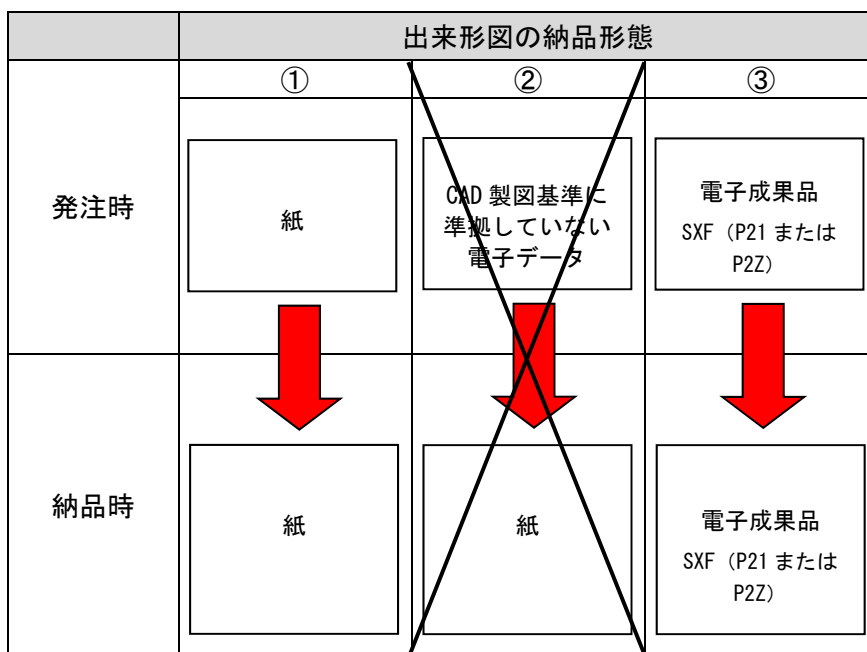 出来形図の納品形態
① ② ③
発注時
紙
CAD 製図基準に
準拠していない
電子データ
電子成果品
SXF（P21 または
P2Z）
納品時
紙
紙
電子成果品
SXF（P21 または
P2Z）